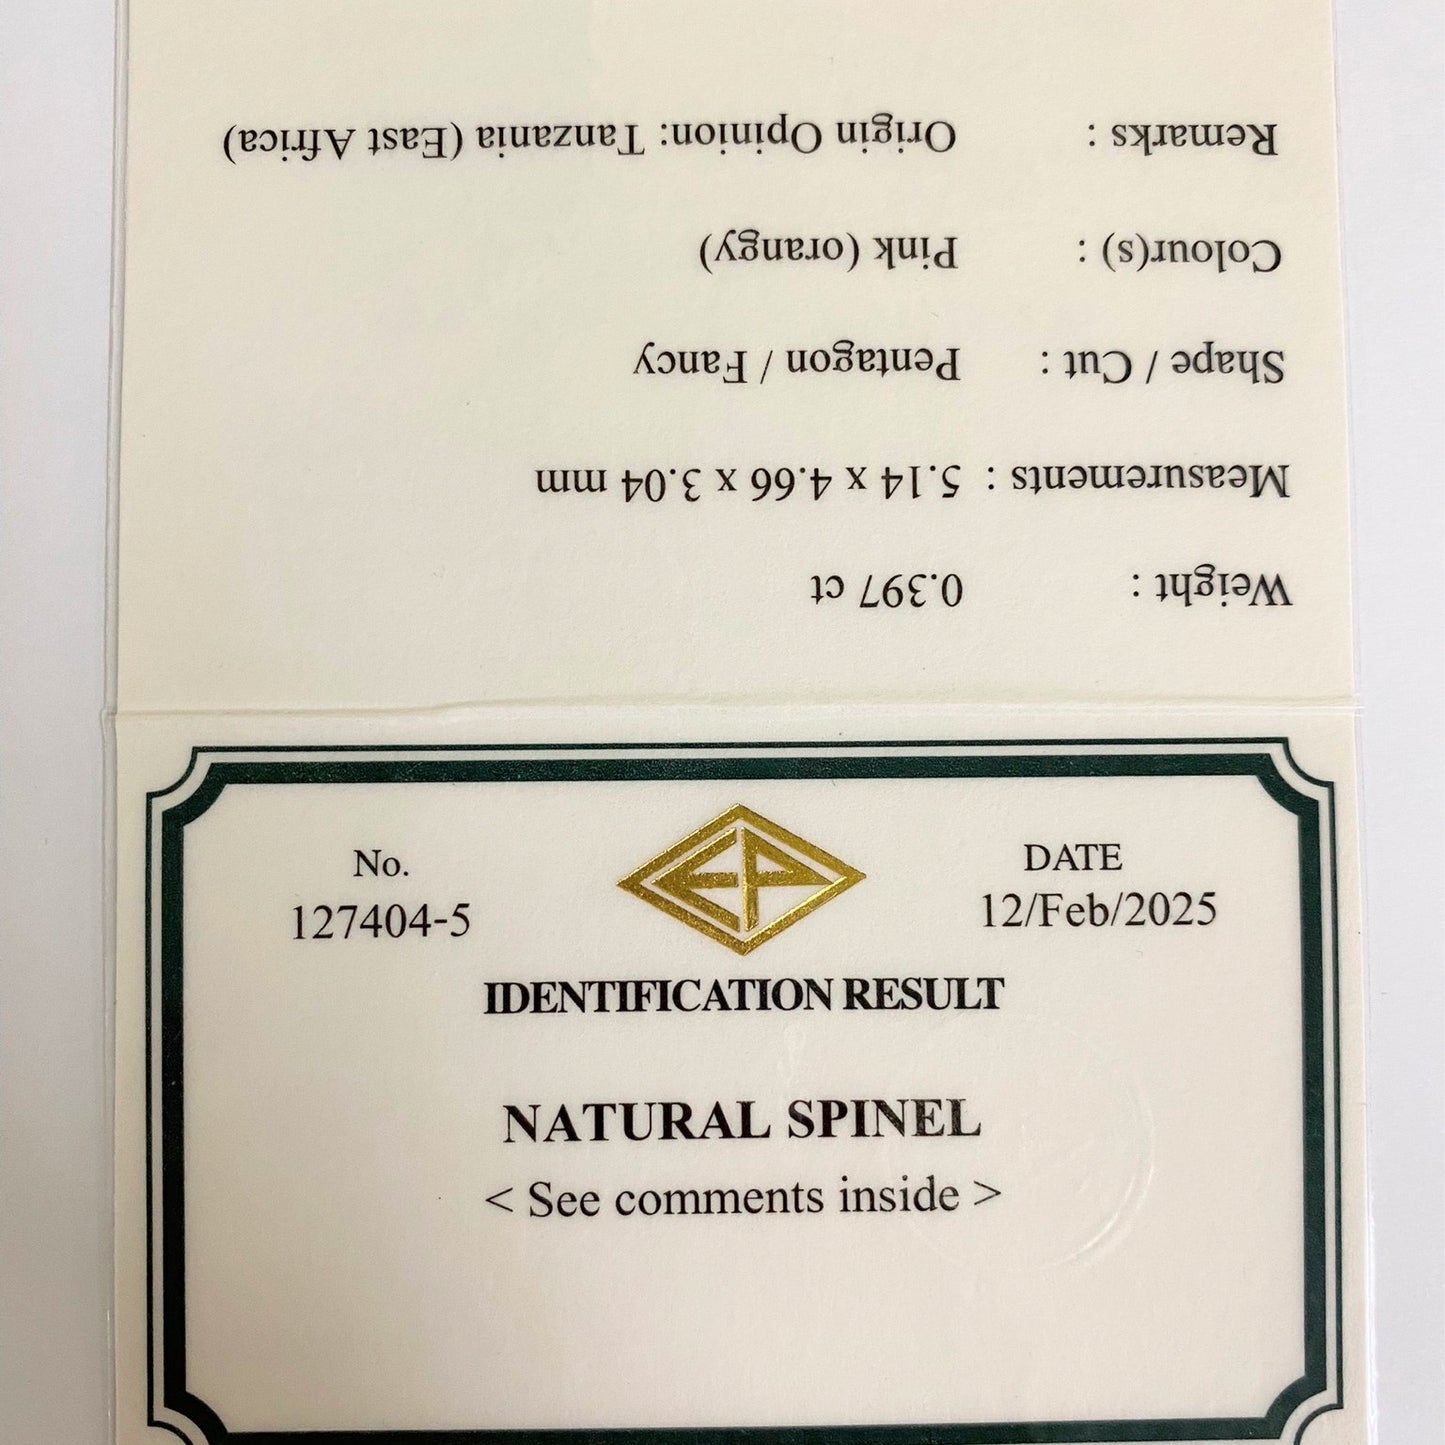 No.
127404-5
EP
DATE
12/Feb/2025
IDENTIFICATION RESULT
NATURAL SPINEL
< See comments inside >
Weight : 0.397 ct
Measurements : 5.14 x 4.66 x 3.04 mm
Shape / Cut : Pentagon / Fancy
Colour(s) : Pink (orangy)
Remarks : Origin Opinion: Tanzania (East Africa)